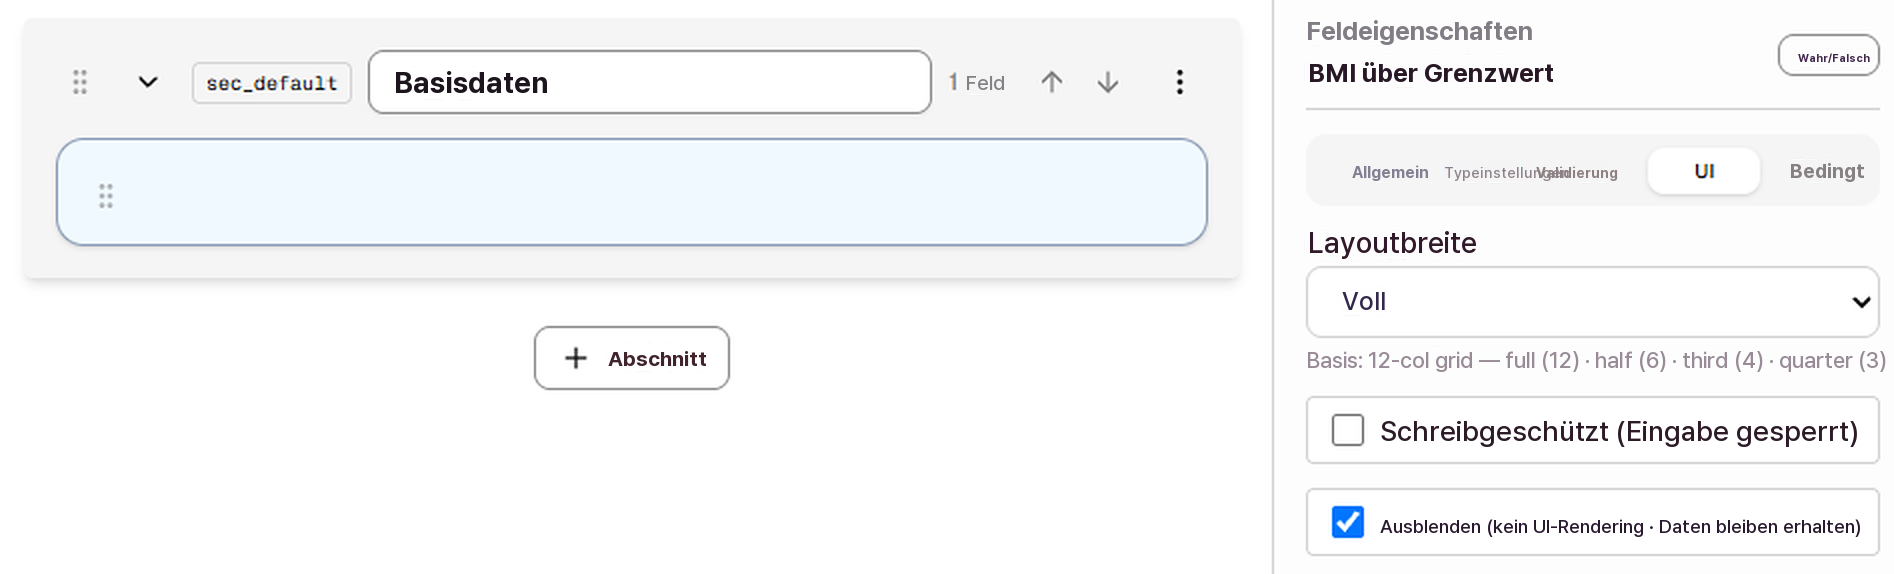 sec_default
Basisdaten
1 Feld
Abschnitt
Feldeigenschaften
BMI über Grenzwert
Wahr/Falsch
Allgemein
Typeinstellungen
Validierung
UI
Bedingt
Layoutbreite
Voll
Basis: 12-col grid — full (12) · half (6) · third (4) · quarter (3)
Schreibgeschützt (Eingabe gesperrt)
Ausblenden (kein UI-Rendering · Daten bleiben erhalten)